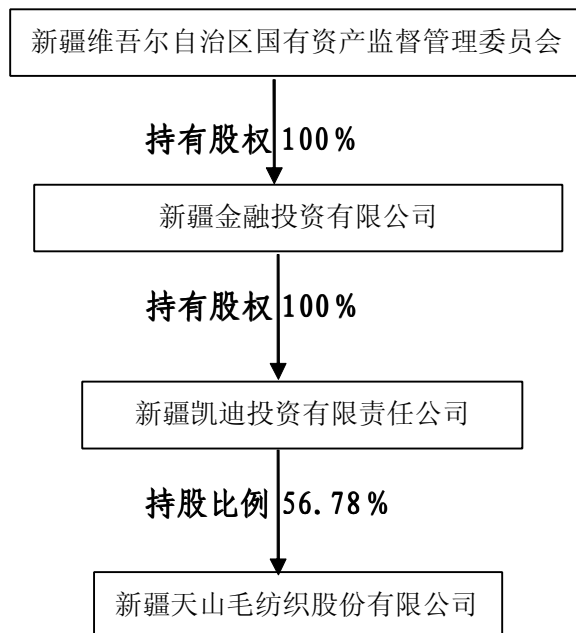 新疆维吾尔自治区国有资产监督管理委员会
持有股权 100%
新疆金融投资有限公司
持有股权 100%
新疆凯迪投资有限责任公司
持股比例 56.78%
新疆天山毛纺织股份有限公司